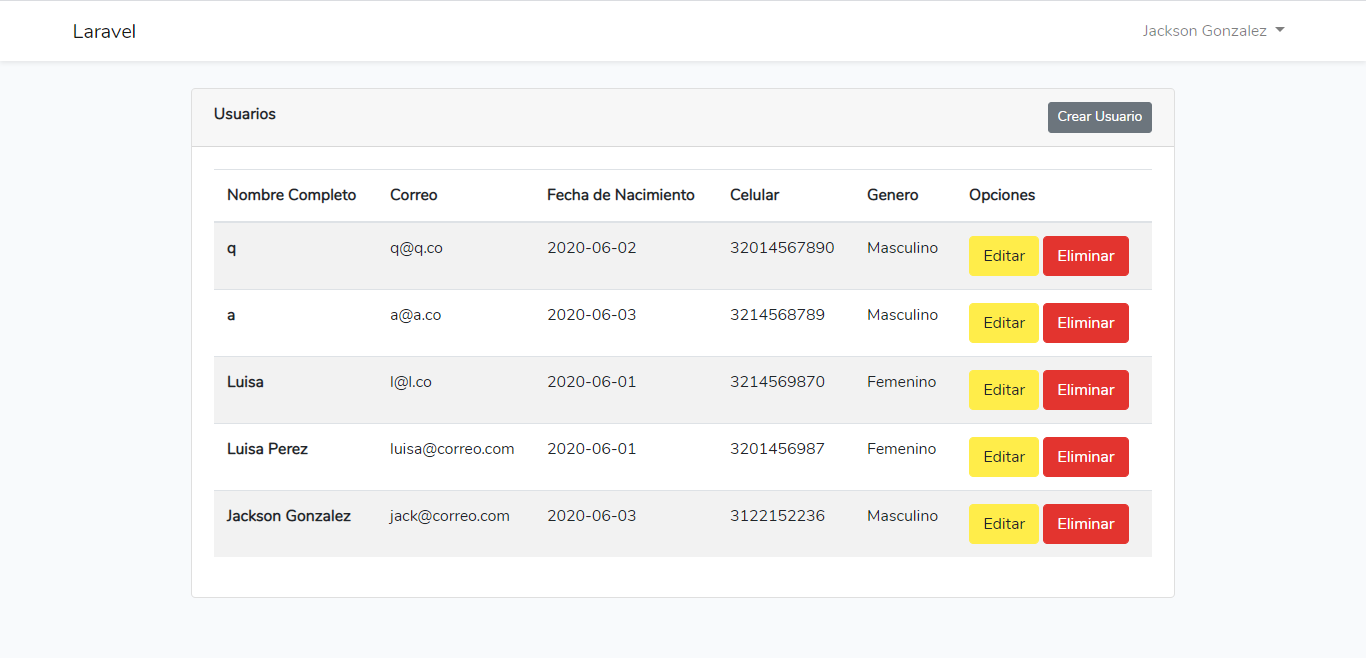 Laravel Jackson Gonzalez
Usuarios Crear Usuario
Nombre Completo Correo Fecha de Nacimiento Celular Genero Opciones
q q@q.co 2020-06-02 32014567890 Masculino Editar Eliminar
a a@a.co 2020-06-03 3214568789 Masculino Editar Eliminar
Luisa l@l.co 2020-06-01 3214569870 Femenino Editar Eliminar
Luisa Perez luisa@correo.com 2020-06-01 3201456987 Femenino Editar Eliminar
Jackson Gonzalez jack@correo.com 2020-06-03 3122152236 Masculino Editar Eliminar